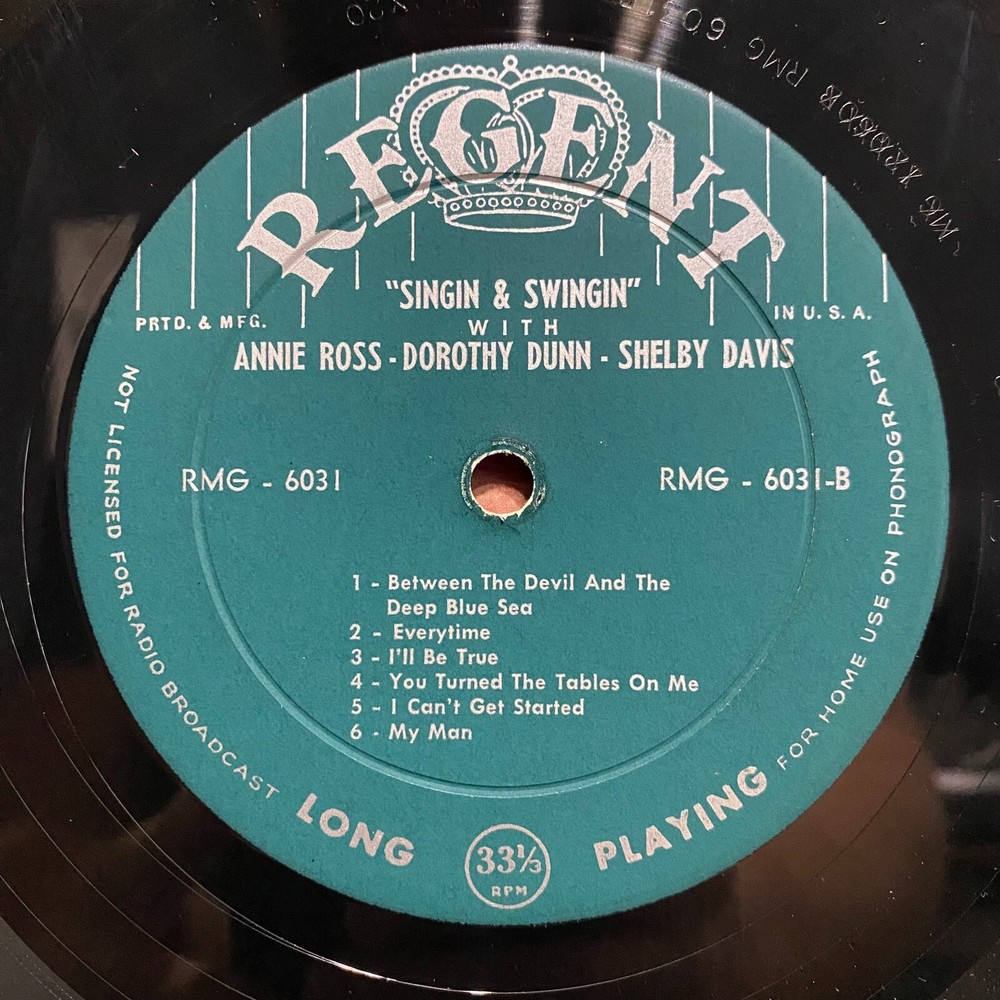 REGENT
"SINGIN & SWINGIN"
PRTD. & MFG.
IN U. S. A.
WITH
ANNIE ROSS - DOROTHY DUNN - SHELBY DAVIS
RMG - 6031
RMG - 6031-B
1 - Between The Devil And The
Deep Blue Sea
2 - Everytime
3 - I'll Be True
4 - You Turned The Tables On Me
5 - I Can't Get Started
6 - My Man
NOT LICENSED FOR RADIO BROADCAST
LONG
33⅓
RPM
PLAYING
FOR HOME USE ON PHONOGRAPH
RMG